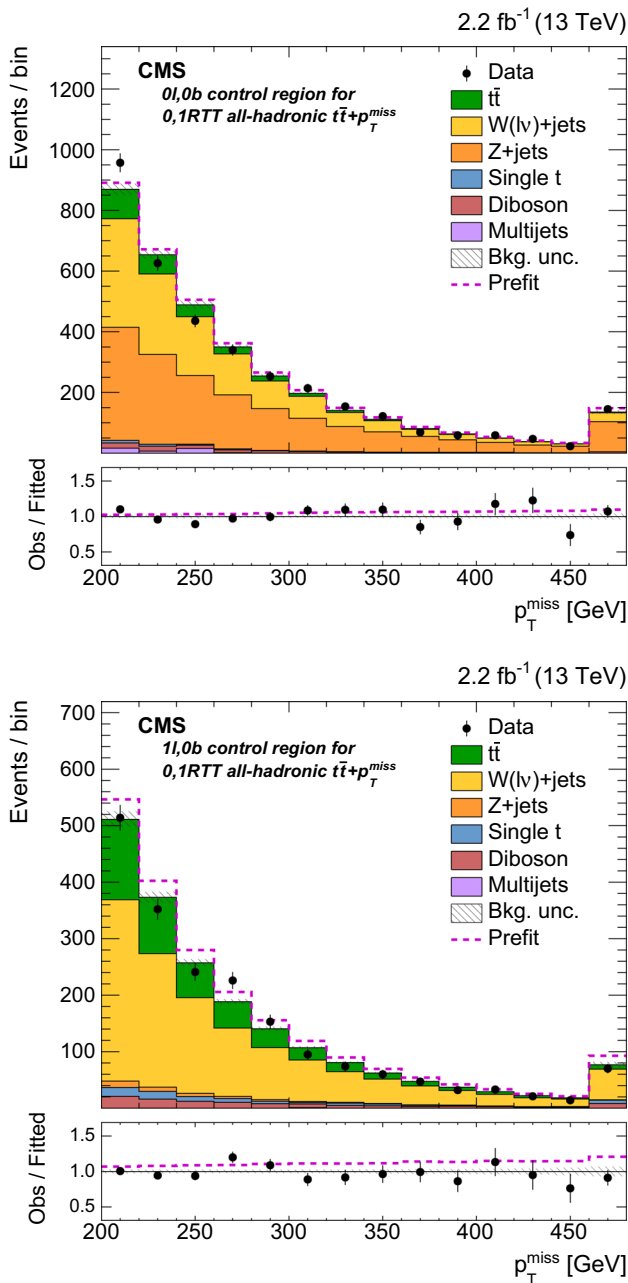 2.2 fb⁻¹ (13 TeV)
Events / bin
CMS
0l,0b control region for
0,1RTT all-hadronic tt̄+p_T^miss
Data
tt̄
W(lν)+jets
Z+jets
Single t
Diboson
Multijets
Bkg. unc.
Prefit
1200
1000
800
600
400
200
Obs / Fitted
1.5
1.0
0.5
200 250 300 350 400 450
p_T^miss [GeV]
2.2 fb⁻¹ (13 TeV)
Events / bin
CMS
1l,0b control region for
0,1RTT all-hadronic tt̄+p_T^miss
Data
tt̄
W(lν)+jets
Z+jets
Single t
Diboson
Multijets
Bkg. unc.
Prefit
700
600
500
400
300
200
100
Obs / Fitted
1.5
1.0
0.5
200 250 300 350 400 450
p_T^miss [GeV]